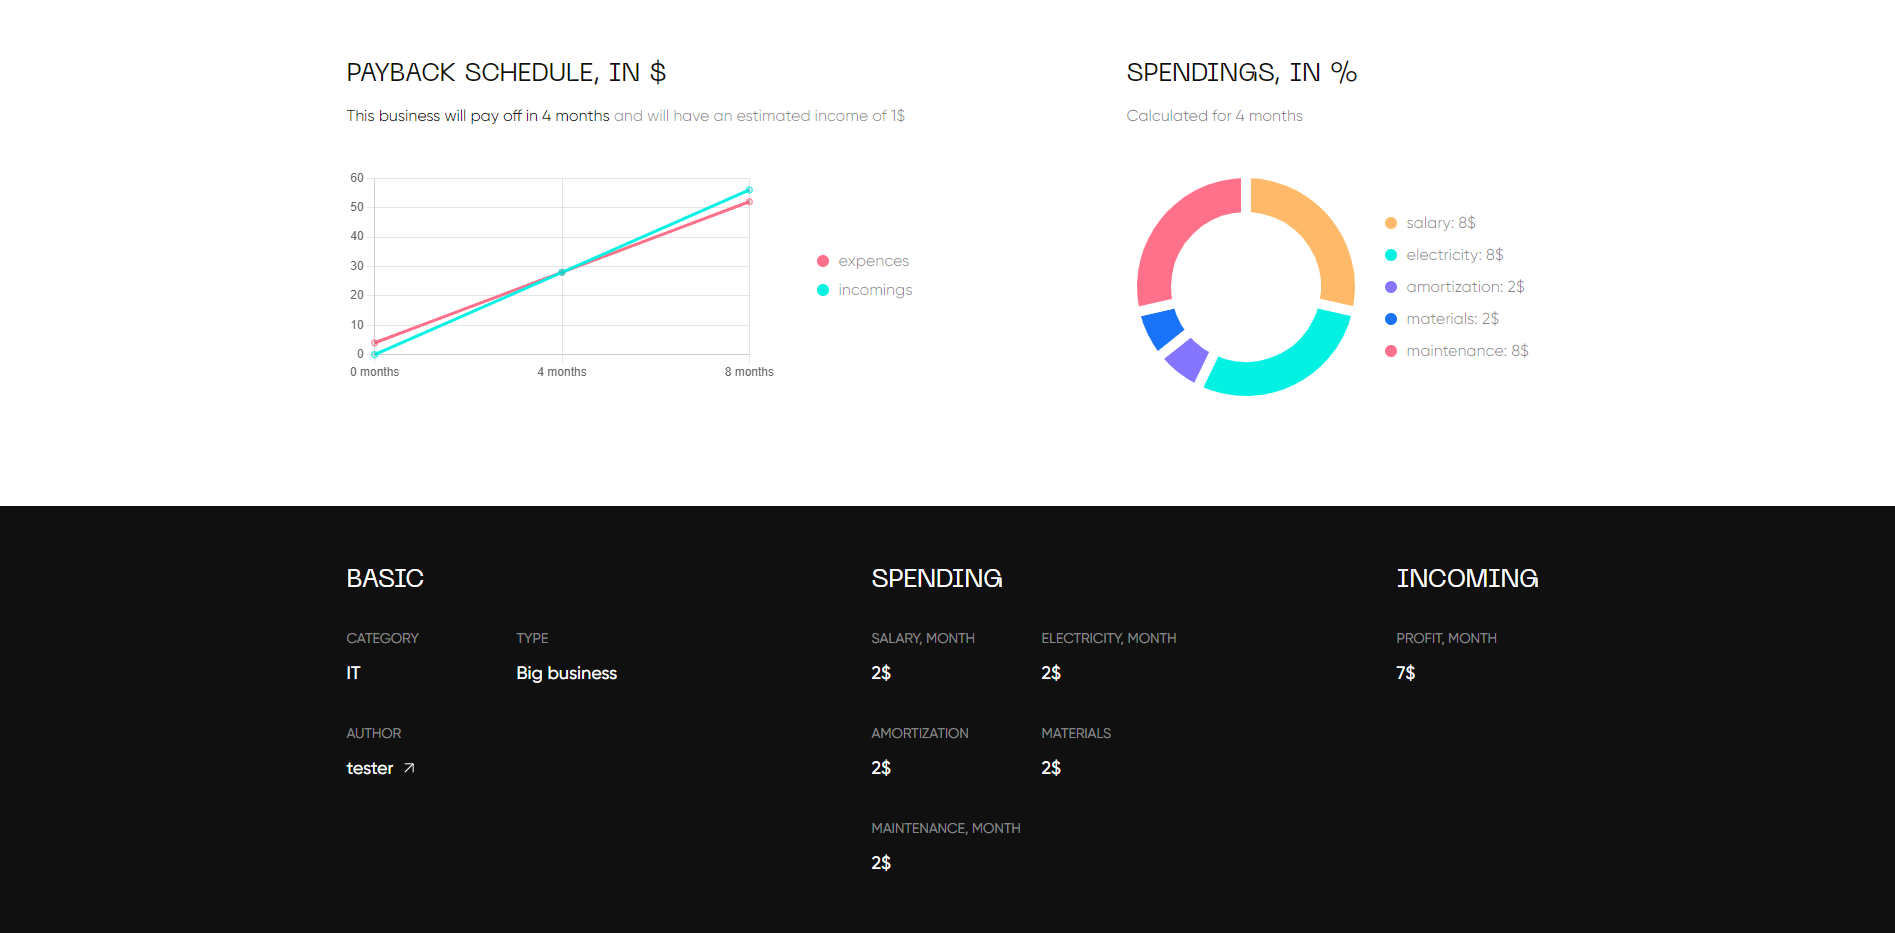 PAYBACK SCHEDULE, IN $
This business will pay off in 4 months and will have an estimated income of 1$
60
50
40
30
20
10
0
0 months
4 months
8 months
expences
incomings
SPENDINGS, IN %
Calculated for 4 months
salary: 8$
electricity: 8$
amortization: 2$
materials: 2$
maintenance: 8$
BASIC
CATEGORY
TYPE
IT
Big business
AUTHOR
tester
SPENDING
SALARY, MONTH
ELECTRICITY, MONTH
2$
2$
AMORTIZATION
MATERIALS
2$
2$
MAINTENANCE, MONTH
2$
INCOMING
PROFIT, MONTH
7$